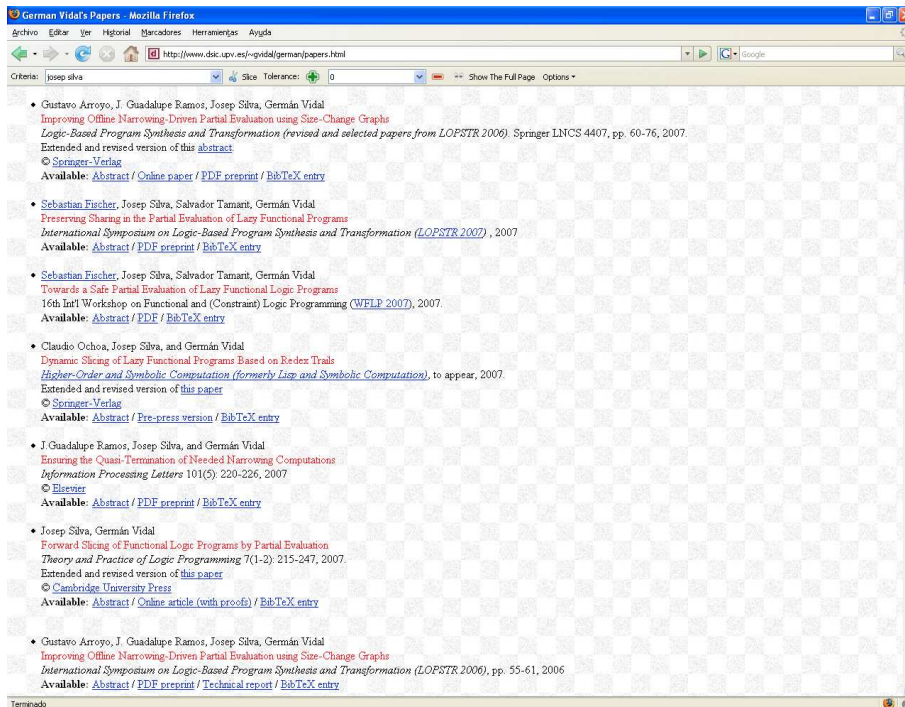 German Vidal's Papers - Mozilla Firefox
Archivo Editar Ver Historial Marcadores Herramientas Ayuda
http://www.dsic.upv.es/~gvidal/german/papers.html
Google
Criteria: josep silva Slice Tolerance: 0 Show The Full Page Options
Gustavo Arroyo, J. Guadalupe Ramos, Josep Silva, Germán Vidal
Improving Offline Narrowing-Driven Partial Evaluation using Size-Change Graphs
Logic-Based Program Synthesis and Transformation (revised and selected papers from LOPSTR 2006). Springer LNCS 4407, pp. 60-76, 2007.
Extended and revised version of this abstract.
© Springer-Verlag
Available: Abstract / Online paper / PDF preprint / BibTeX entry
Sebastian Fischer, Josep Silva, Salvador Tamarit, Germán Vidal
Preserving Sharing in the Partial Evaluation of Lazy Functional Programs
International Symposium on Logic-Based Program Synthesis and Transformation (LOPSTR 2007) , 2007
Available: Abstract / PDF preprint / BibTeX entry
Sebastian Fischer, Josep Silva, Salvador Tamarit, Germán Vidal
Towards a Safe Partial Evaluation of Lazy Functional Logic Programs
16th Int'l Workshop on Functional and (Constraint) Logic Programming (WFLP 2007), 2007.
Available: Abstract / PDF / BibTeX entry
Claudio Ochoa, Josep Silva, and Germán Vidal
Dynamic Slicing of Lazy Functional Programs Based on Redex Trails
Higher-Order and Symbolic Computation (formerly Lisp and Symbolic Computation), to appear, 2007.
Extended and revised version of this paper
© Springer-Verlag
Available: Abstract / Pre-press version / BibTeX entry
J.Guadalupe Ramos, Josep Silva, and Germán Vidal
Ensuring the Quasi-Termination of Needed Narrowing Computations
Information Processing Letters 101(5): 220-226, 2007
© Elsevier
Available: Abstract / PDF preprint / BibTeX entry
Josep Silva, Germán Vidal
Forward Slicing of Functional Logic Programs by Partial Evaluation
Theory and Practice of Logic Programming 7(1-2): 215-247, 2007.
Extended and revised version of this paper
© Cambridge University Press
Available: Abstract / Online article (with proofs) / BibTeX entry
Gustavo Arroyo, J. Guadalupe Ramos, Josep Silva, Germán Vidal
Improving Offline Narrowing-Driven Partial Evaluation using Size-Change Graphs
International Symposium on Logic-Based Program Synthesis and Transformation (LOPSTR 2006), pp. 55-61, 2006
Available: Abstract / PDF preprint / Technical report / BibTeX entry
Terminado